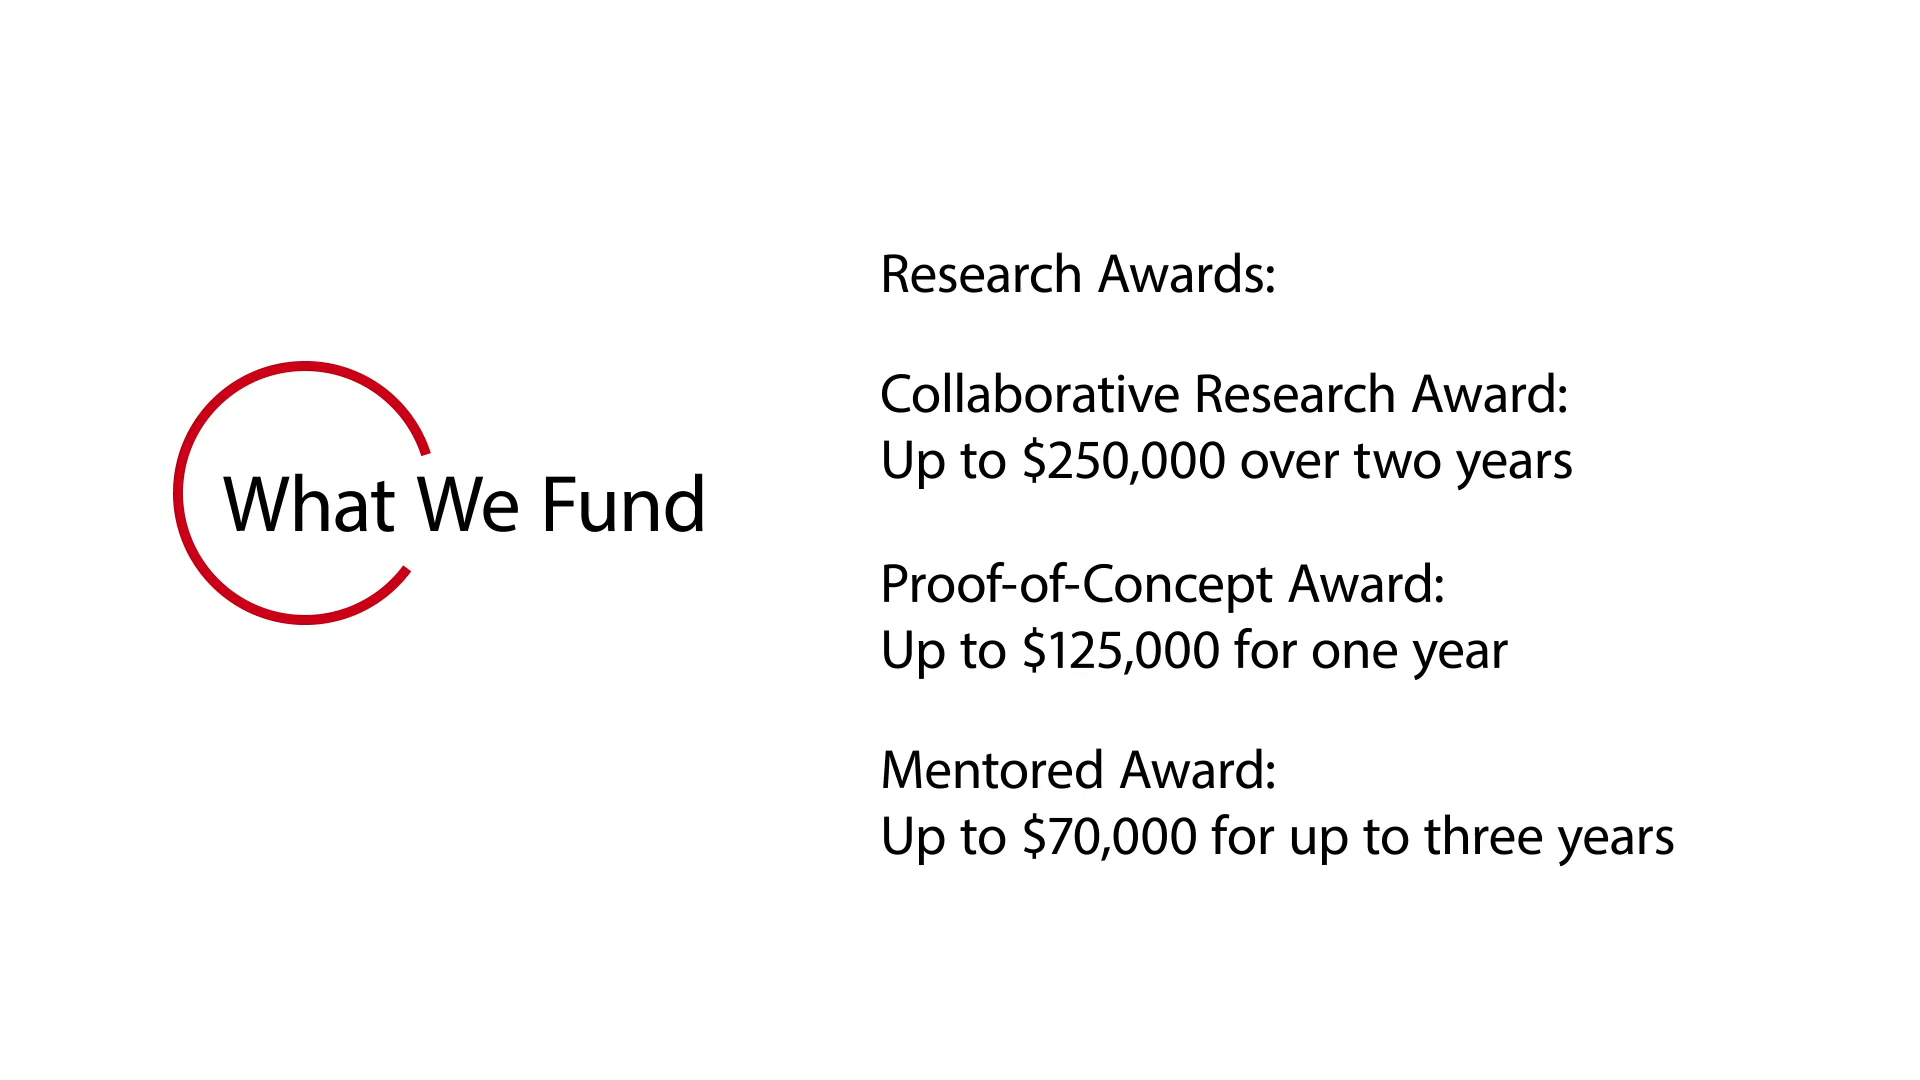 What We Fund
Research Awards:
Collaborative Research Award:
Up to $250,000 over two years
Proof-of-Concept Award:
Up to $125,000 for one year
Mentored Award:
Up to $70,000 for up to three years